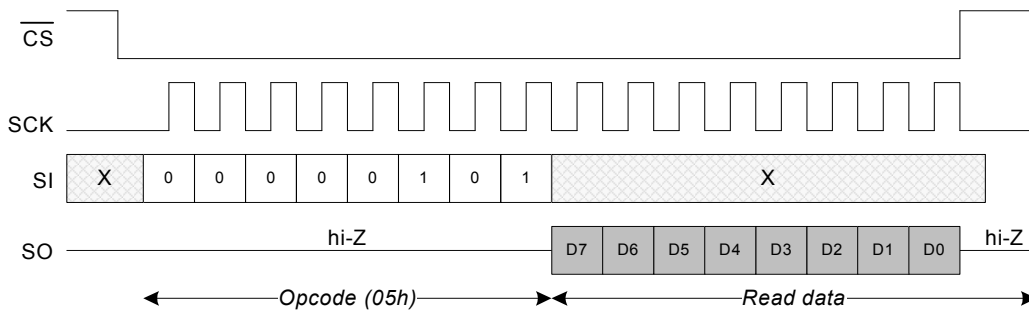 CS
SCK
SI X 0 0 0 0 0 1 0 1 X
SO hi-Z D7 D6 D5 D4 D3 D2 D1 D0 hi-Z
Opcode (05h) Read data